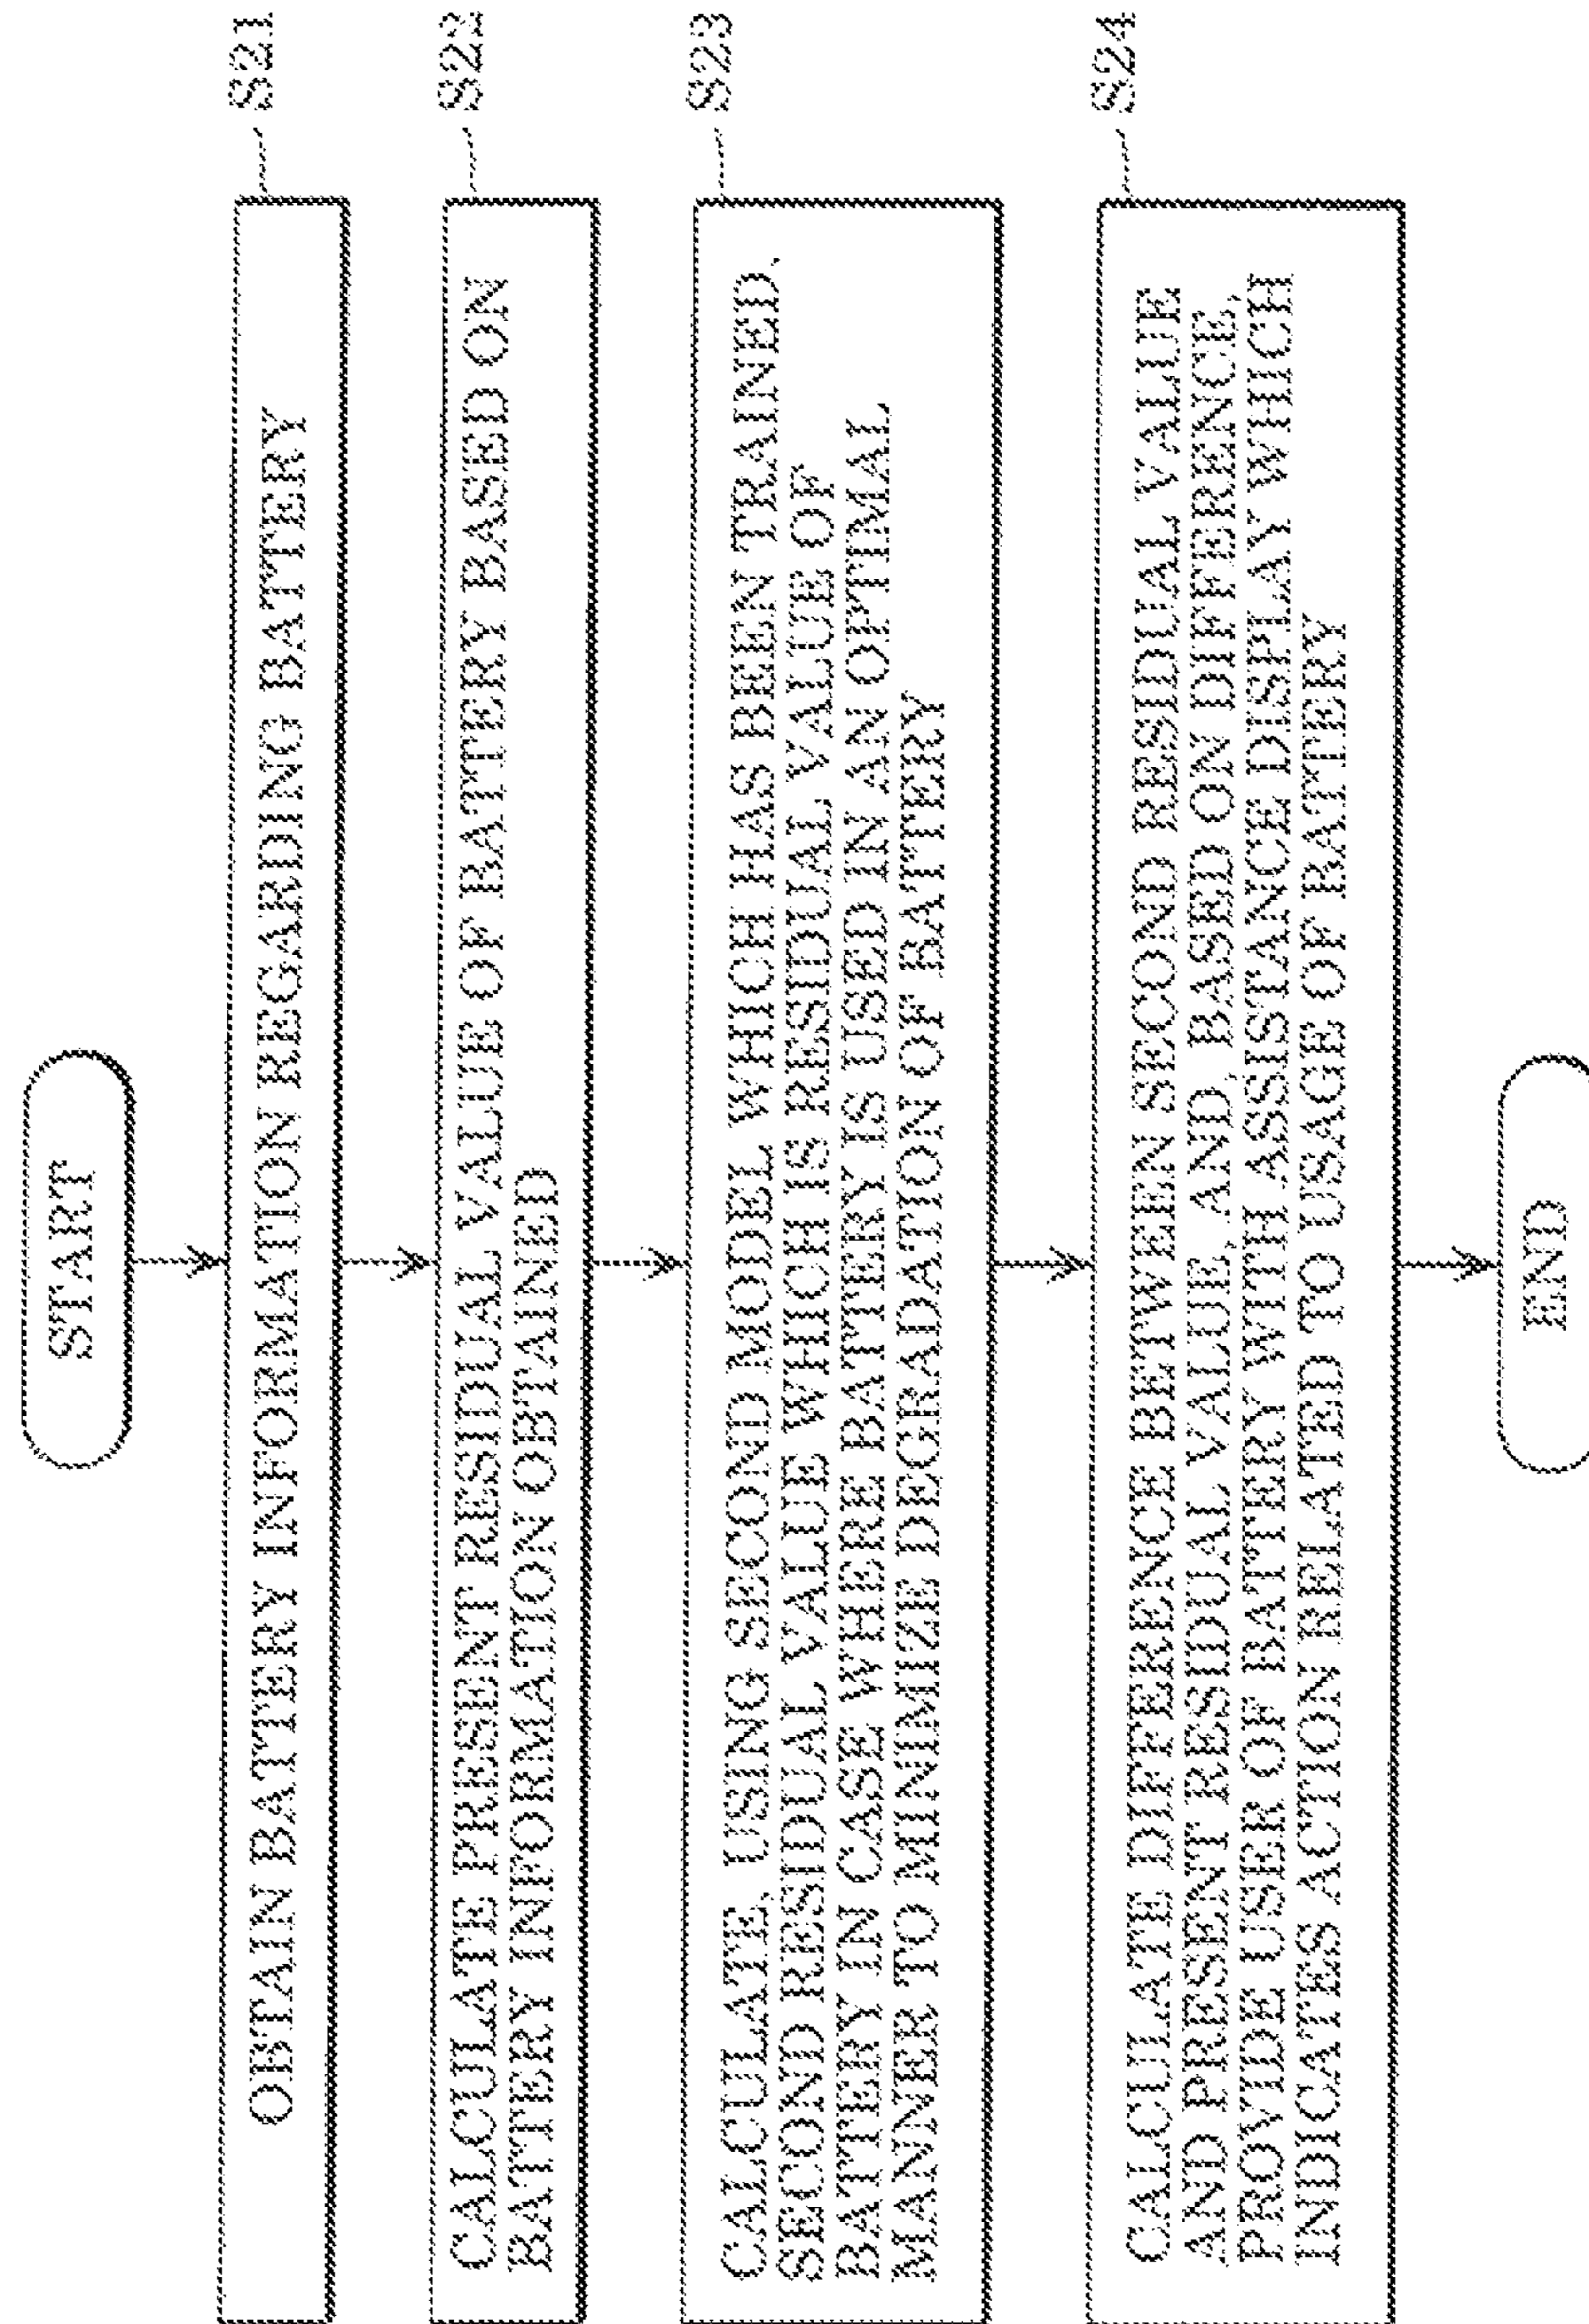 START
OBTAIN BATTERY INFORMATION REGARDING BATTERY
S21
CALCULATE PRESENT RESIDUAL VALUE OF BATTERY BASED ON
BATTERY INFORMATION OBTAINED
S22
CALCULATE, USING SECOND MODEL WHICH HAS BEEN TRAINED,
SECOND RESIDUAL VALUE WHICH IS RESIDUAL VALUE OF
BATTERY IN CASE WHERE BATTERY IS USED IN AN OPTIMAL
MANNER TO MINIMIZE DEGRADATION OF BATTERY
S23
CALCULATE DIFFERENCE BETWEEN SECOND RESIDUAL VALUE
AND PRESENT RESIDUAL VALUE, AND, BASED ON DIFFERENCE,
PROVIDE USER OF BATTERY WITH ASSISTANCE DISPLAY WHICH
INDICATES ACTION RELATED TO USAGE OF BATTERY
S24
END